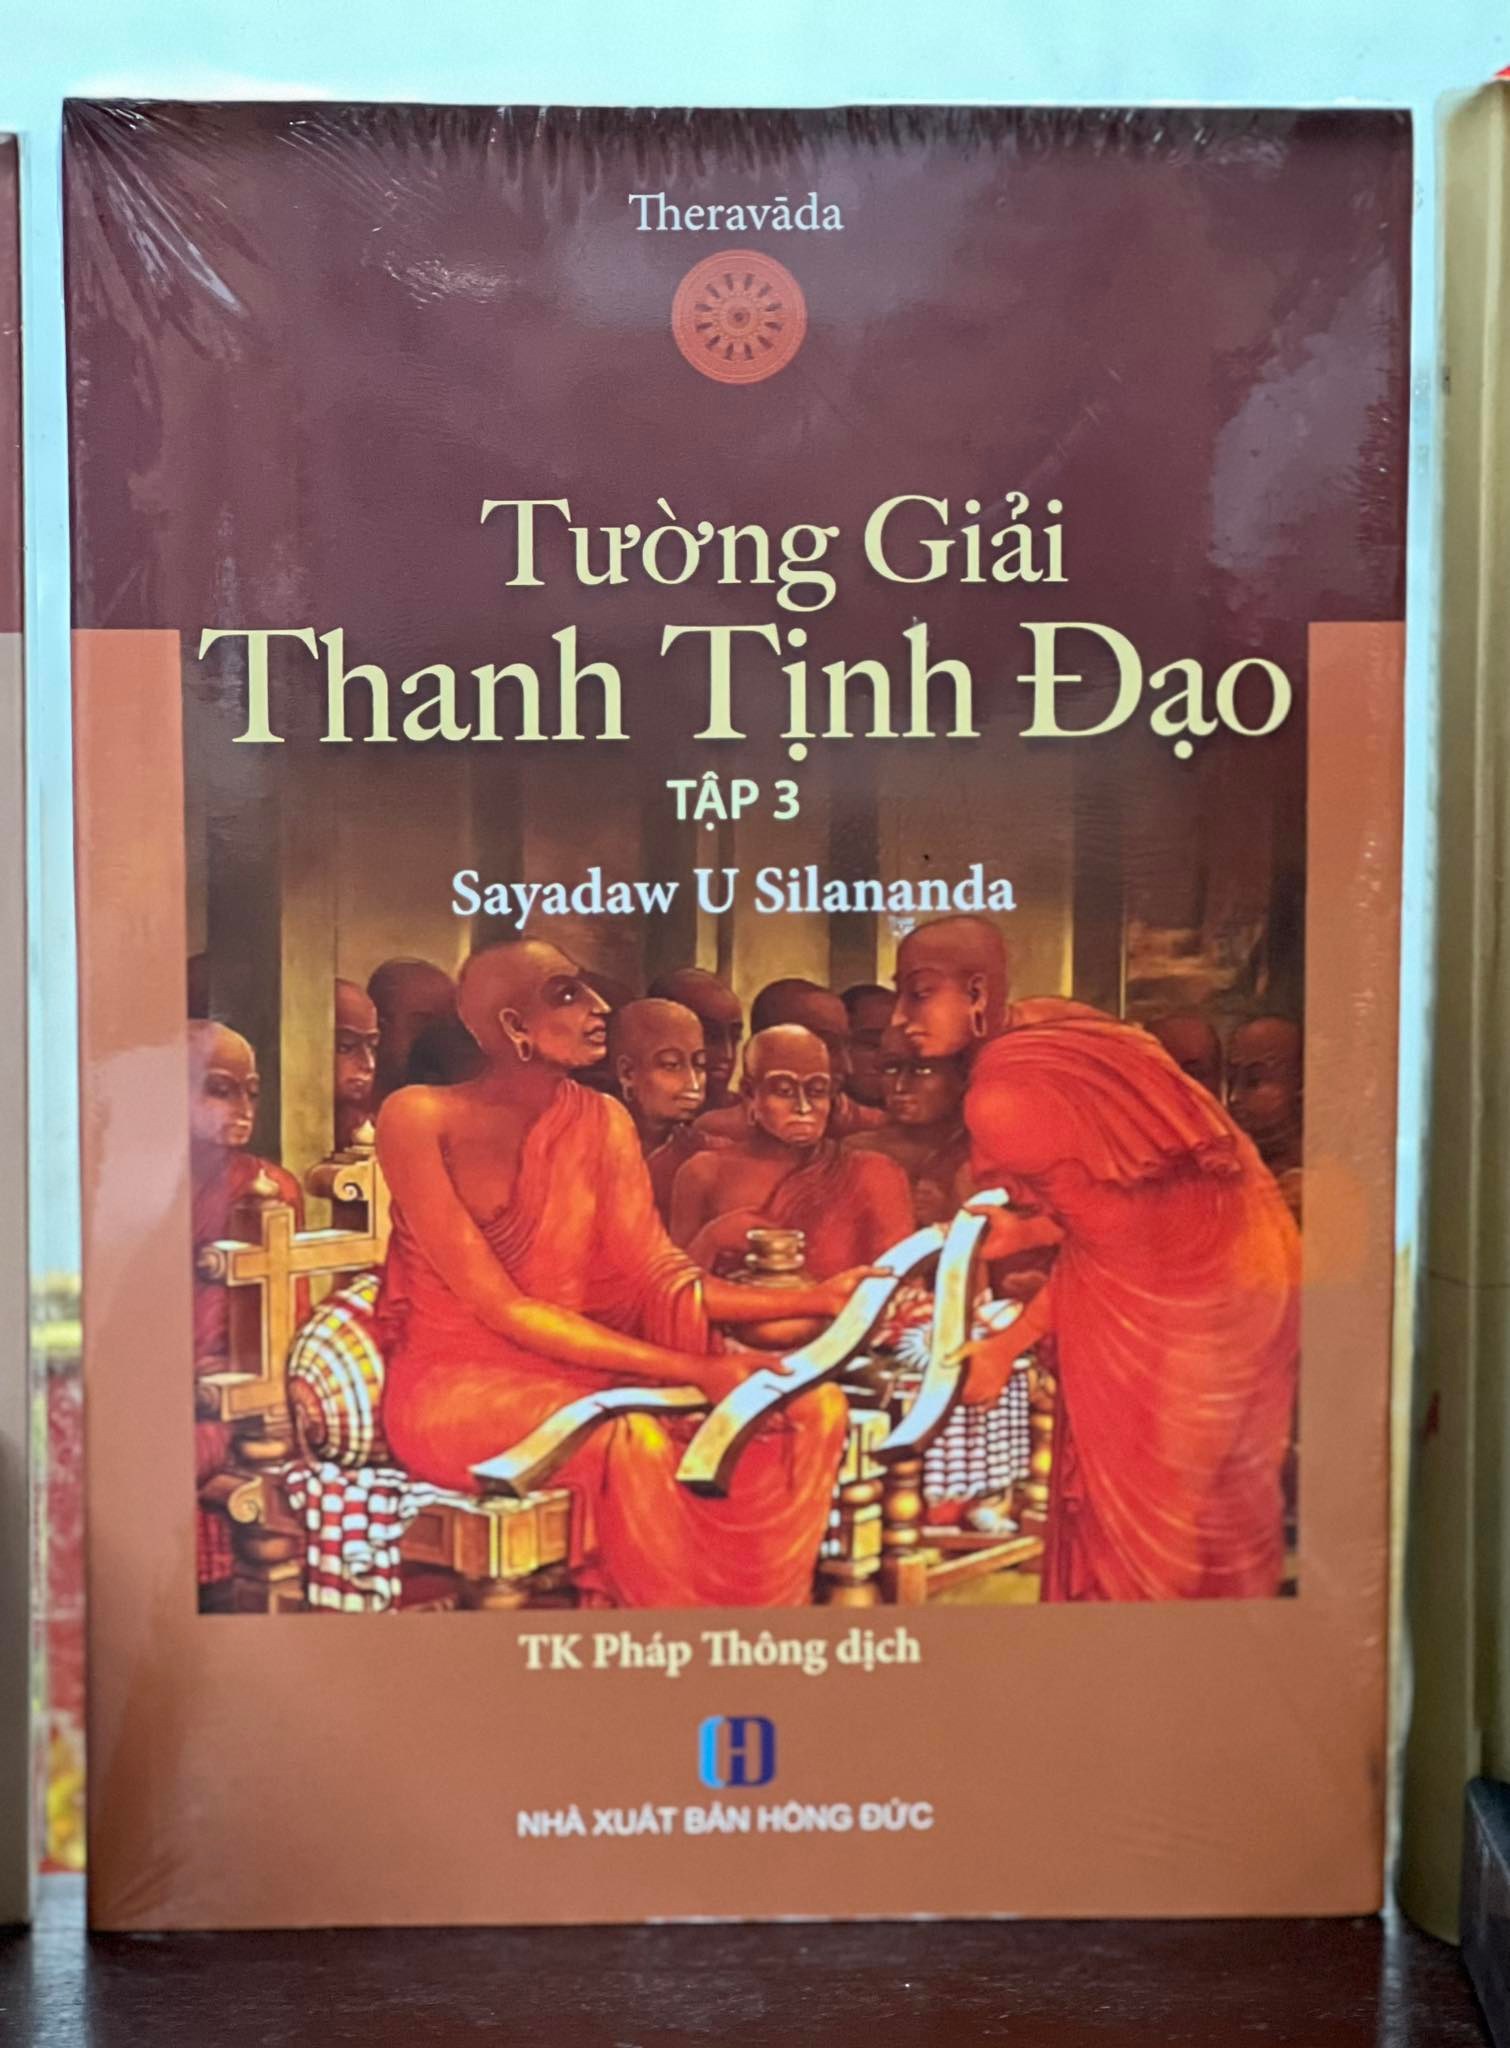 Theravāda
Tường Giải
Thanh Tịnh Đạo
TẬP 3
Sayadaw U Silananda
TK Pháp Thông dịch
NHÀ XUẤT BẢN HỒNG ĐỨC